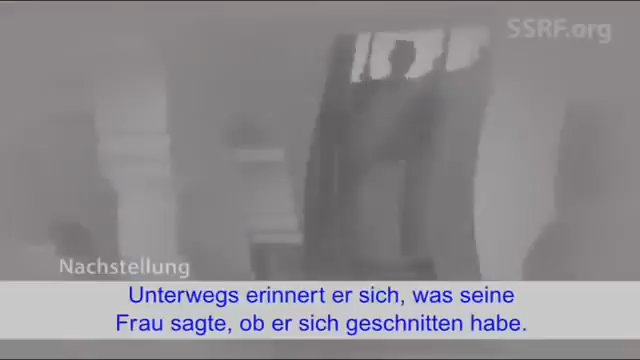 SSRF.org
Nachstellung
Unterwegs erinnert er sich, was seine
Frau sagte, ob er sich geschnitten habe.